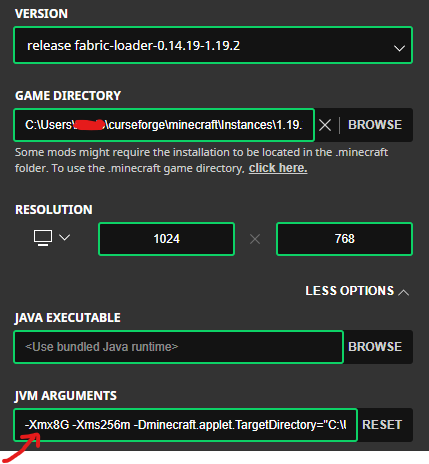 VERSION
release fabric-loader-0.14.19-1.19.2
GAME DIRECTORY
C:\Users\ \curseforge\minecraft\Instances\1.19. BROWSE
Some mods might require the installation to be located in the .minecraft
folder. To use the .minecraft game directory, click here.
RESOLUTION
1024 × 768
LESS OPTIONS
JAVA EXECUTABLE
<Use bundled Java runtime> BROWSE
JVM ARGUMENTS
-Xmx8G -Xms256m -Dminecraft.applet.TargetDirectory="C:\ RESET